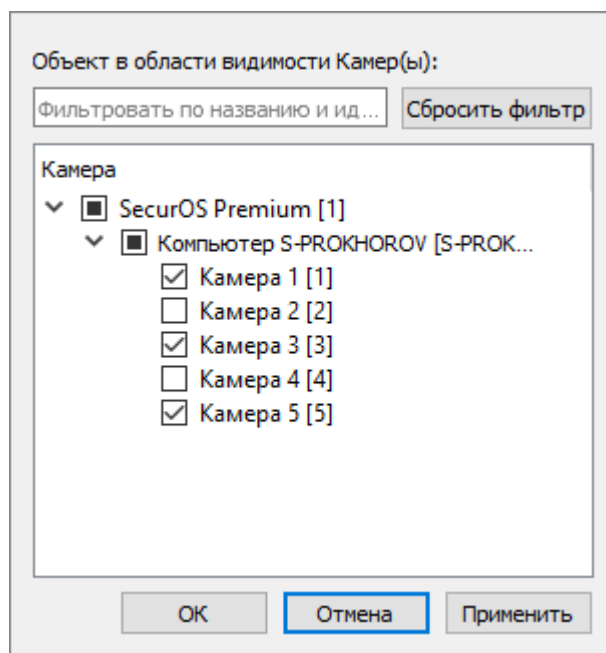 Объект в области видимости Камер(ы):
Фильтровать по названию и ид... Сбросить фильтр
Камера
SecurOS Premium [1]
Компьютер S-PROKHOROV [S-PROK...
Камера 1 [1]
Камера 2 [2]
Камера 3 [3]
Камера 4 [4]
Камера 5 [5]
ОК Отмена Применить